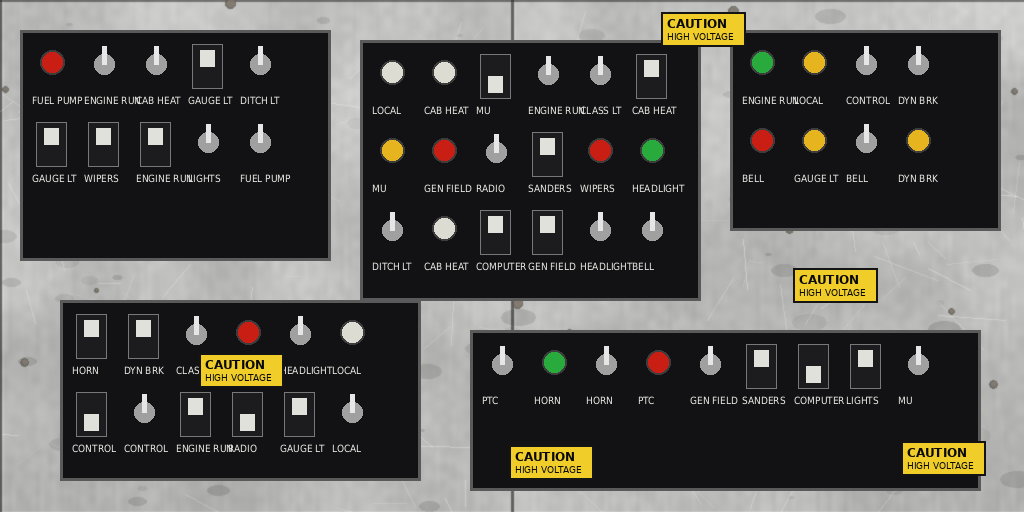 CAUTION
HIGH VOLTAGE
FUEL PUMP ENGINE RUN CAB HEAT GAUGE LT DITCH LT
GAUGE LT WIPERS ENGINE RUN LIGHTS FUEL PUMP
LOCAL CAB HEAT MU ENGINE RUN CLASS LT CAB HEAT
MU GEN FIELD RADIO SANDERS WIPERS HEADLIGHT
DITCH LT CAB HEAT COMPUTER GEN FIELD HEADLIGHT BELL
ENGINE RUN LOCAL CONTROL DYN BRK
BELL GAUGE LT BELL DYN BRK
CAUTION
HIGH VOLTAGE
HORN DYN BRK HEADLIGHT LOCAL
CAUTION
HIGH VOLTAGE
CONTROL CONTROL ENGINE RUN RADIO GAUGE LT LOCAL
PTC HORN HORN PTC GEN FIELD SANDERS COMPUTER LIGHTS MU
CAUTION
HIGH VOLTAGE
CAUTION
HIGH VOLTAGE